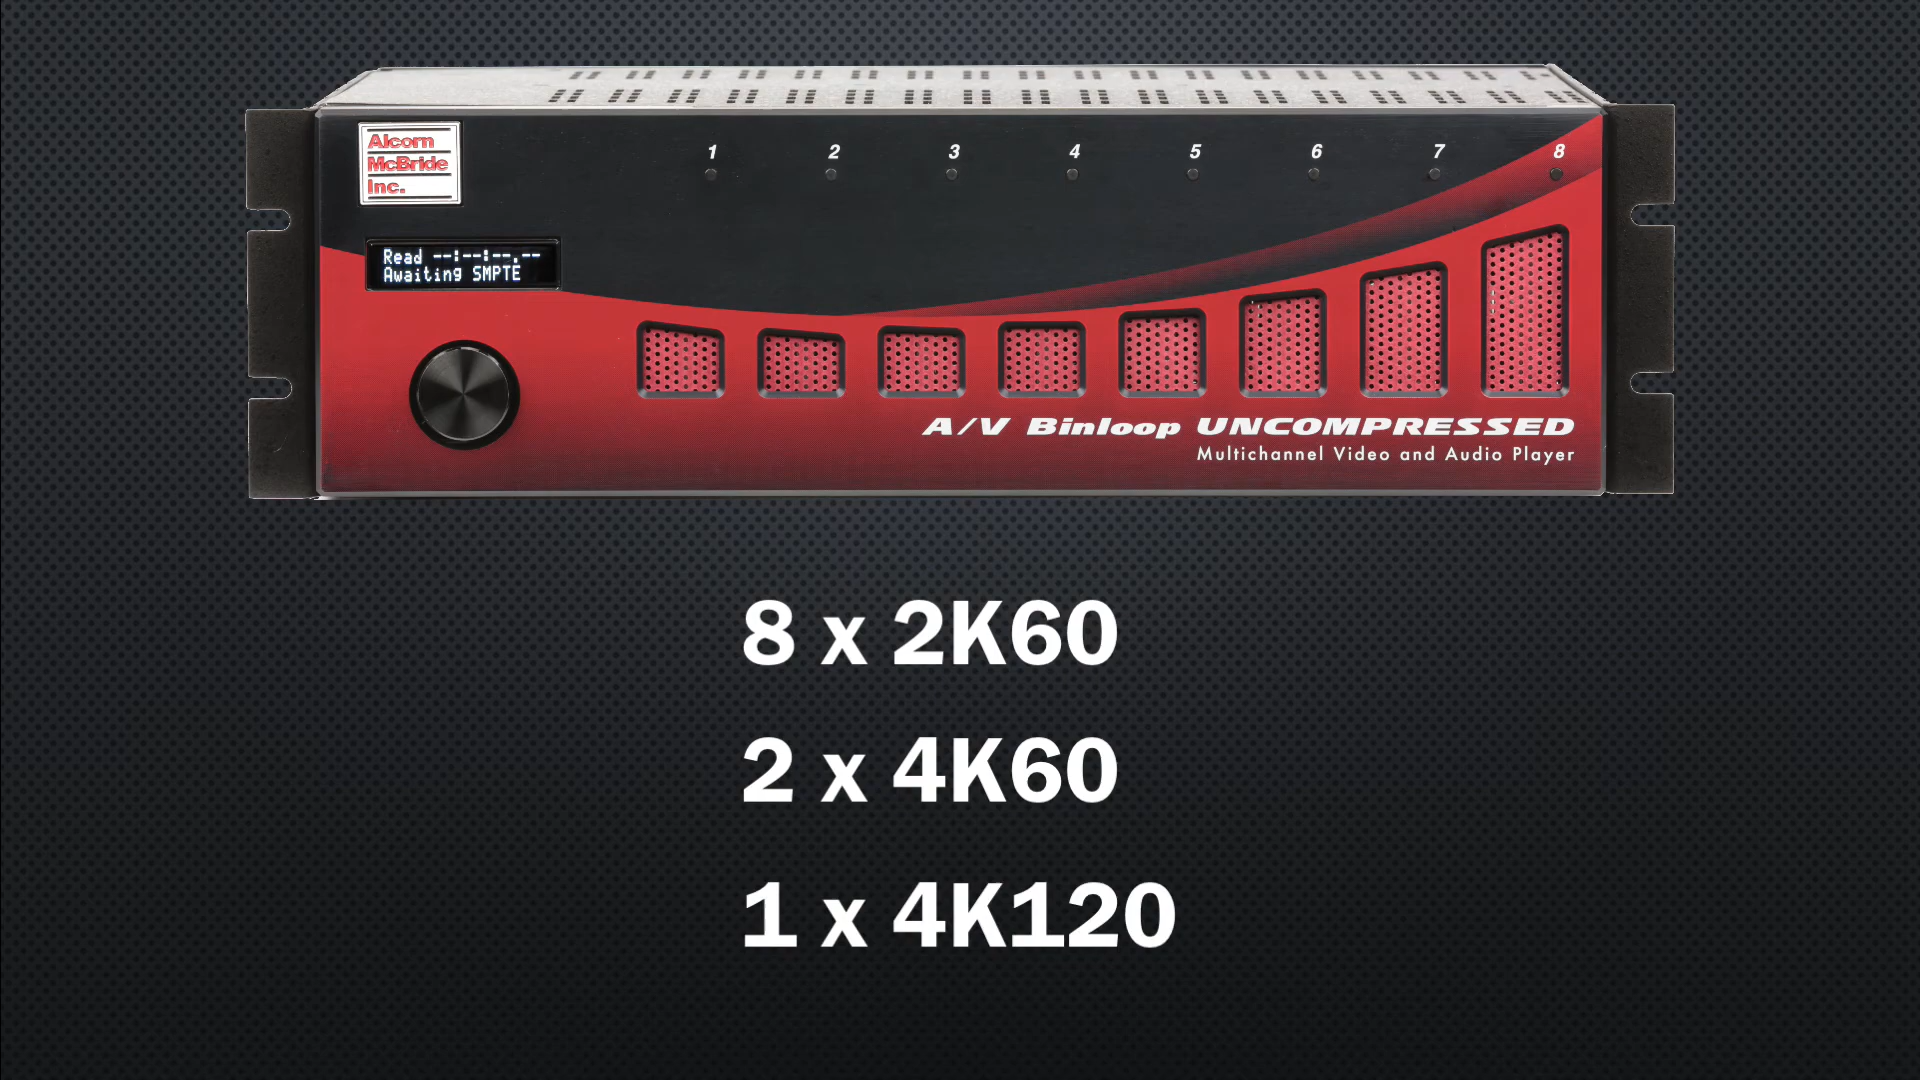 Alcorn
McBride
Inc.
1 2 3 4 5 6 7 8
Read --:--:--.--
Awaiting SMPTE
A/V Binloop UNCOMPRESSED
Multichannel Video and Audio Player
8 x 2K60
2 x 4K60
1 x 4K120